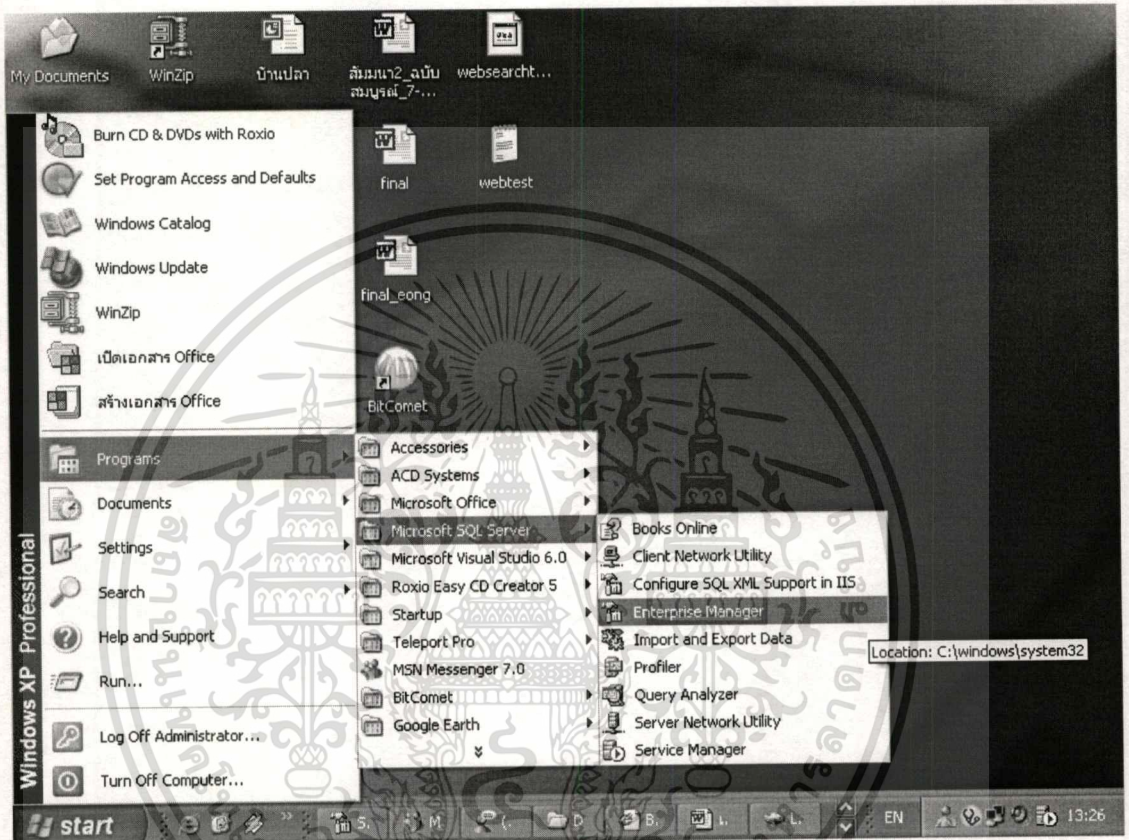 My Documents
WinZip
บ้านปลา
สัมมนา2_ฉบับ
สมบูรณ์_7-...
websearcht...
final
webtest
final_eong
BitComet
Burn CD & DVDs with Roxio
Set Program Access and Defaults
Windows Catalog
Windows Update
WinZip
เปิดเอกสาร Office
สร้างเอกสาร Office
Programs
Documents
Settings
Search
Help and Support
Run...
Log Off Administrator...
Turn Off Computer...
Windows XP Professional
Accessories
ACD Systems
Microsoft Office
Microsoft SQL Server
Microsoft Visual Studio 6.0
Roxio Easy CD Creator 5
Startup
Teleport Pro
MSN Messenger 7.0
BitComet
Google Earth
Books Online
Client Network Utility
Configure SQL XML Support in IIS
Enterprise Manager
Import and Export Data
Profiler
Query Analyzer
Server Network Utility
Service Manager
Location: C:\windows\system32
start
S.
M
(.
D
B.
L.
EN
13:26